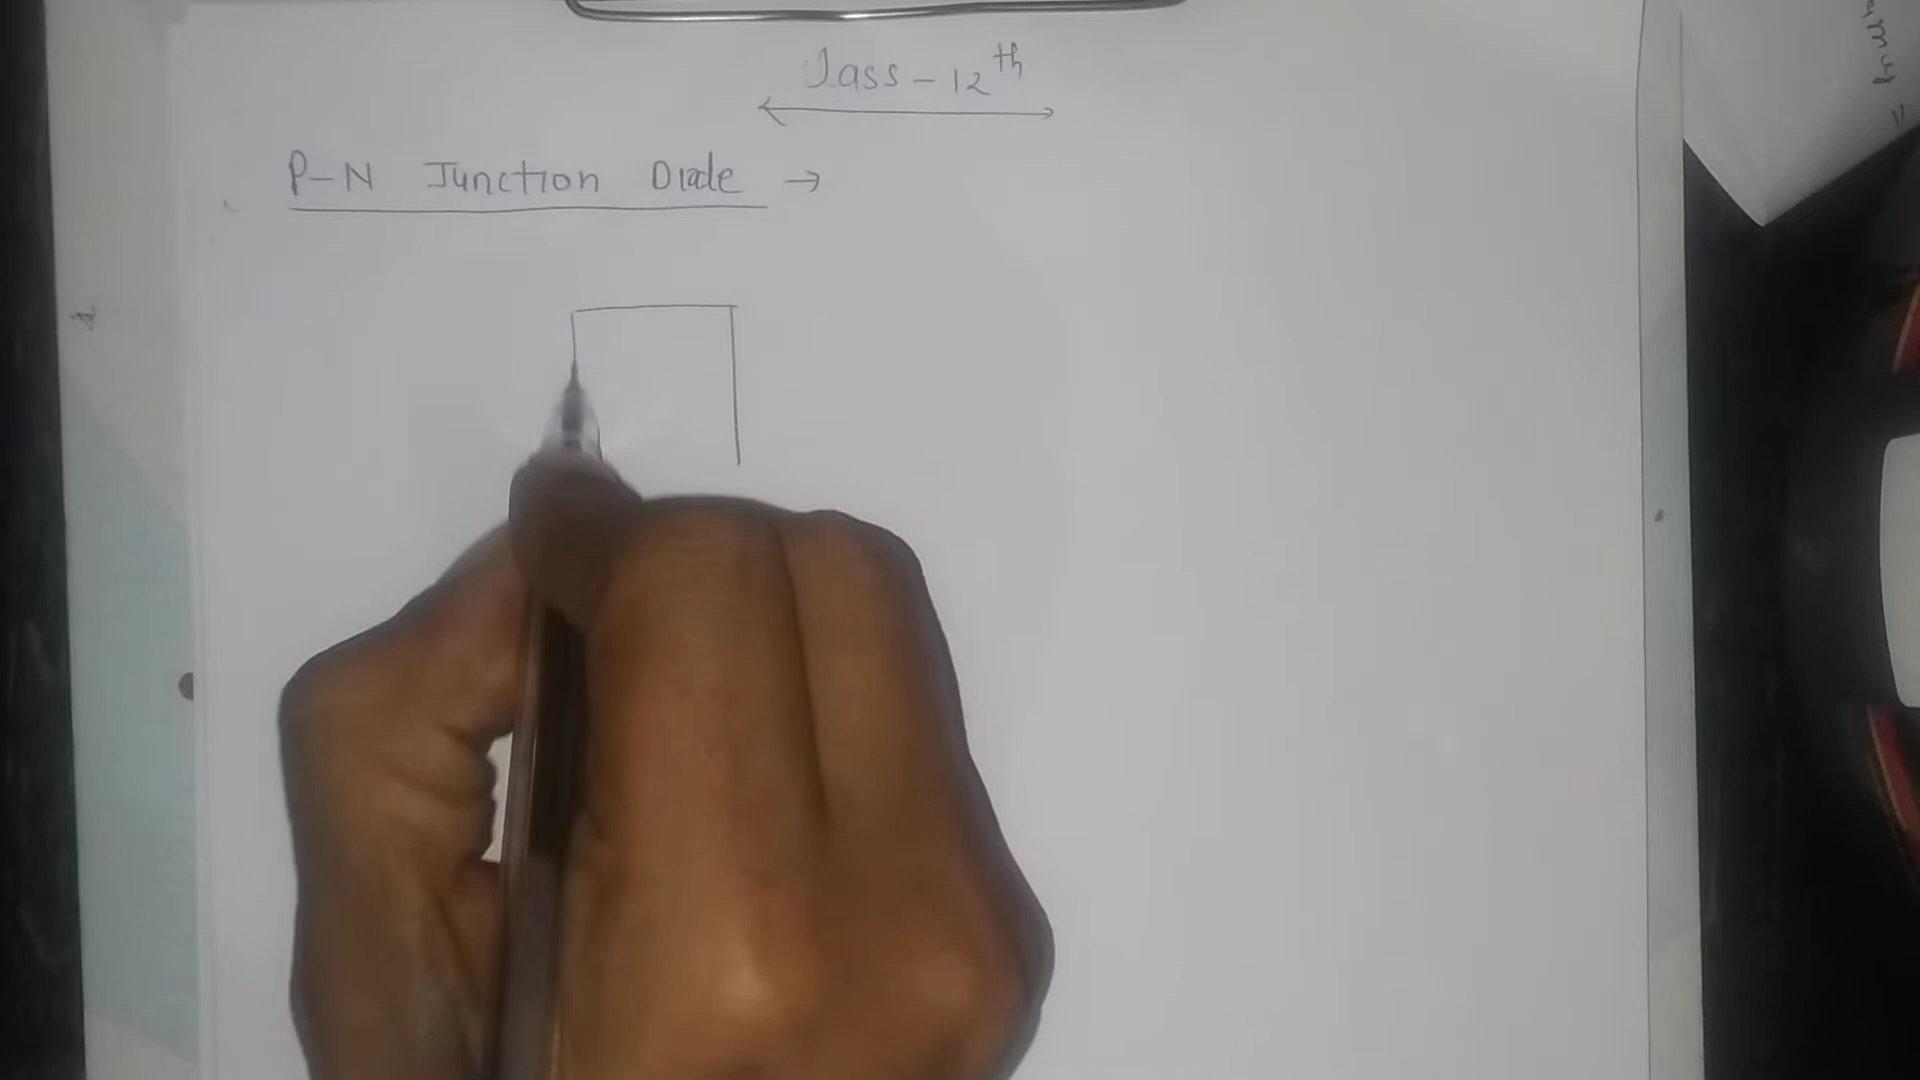 Class - 12th
P-N Junction Diode →